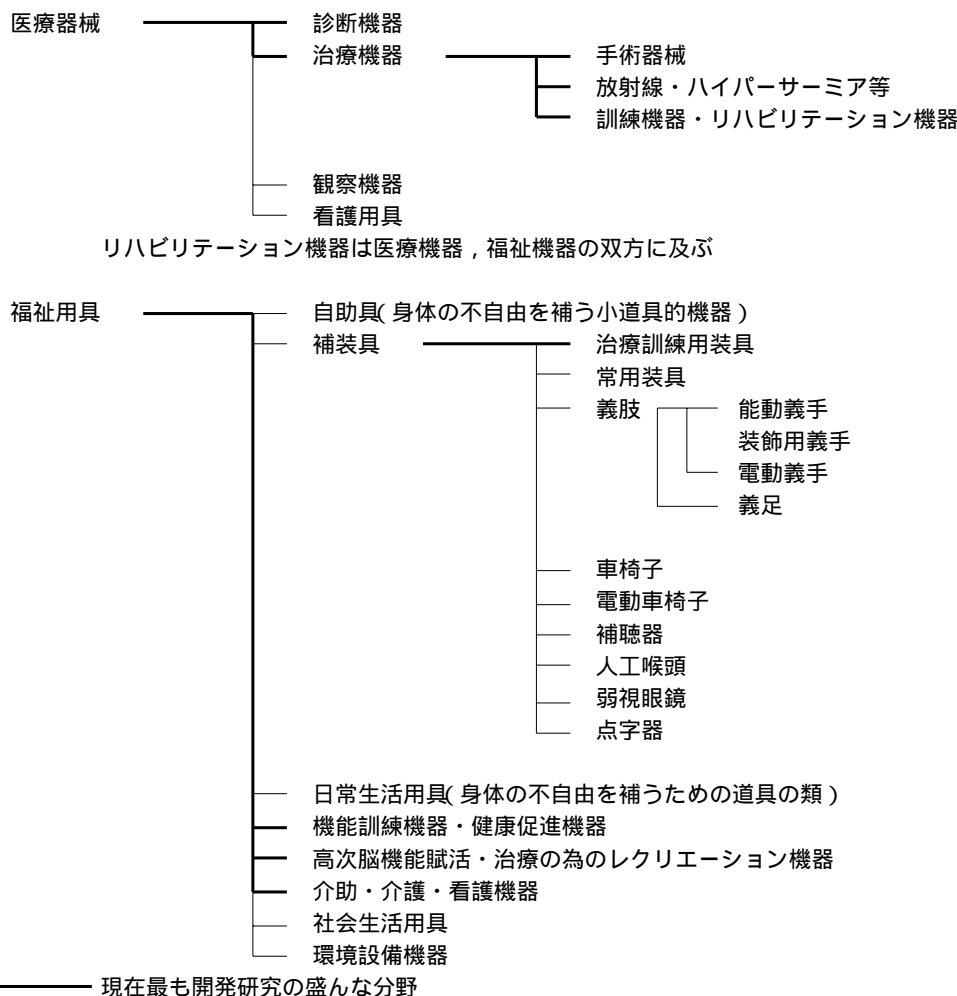 医療器械 診断機器
治療機器 手術器械
放射線・ハイパーサーミア等
訓練機器・リハビリテーション機器
観察機器
看護用具
リハビリテーション機器は医療機器，福祉機器の双方に及ぶ
福祉用具 自助具(身体の不自由を補う小道具的機器)
補装具 治療訓練用装具
常用装具
義肢 能動義手
装飾用義手
電動義手
義足
車椅子
電動車椅子
補聴器
人工喉頭
弱視眼鏡
点字器
日常生活用具(身体の不自由を補うための道具の類)
機能訓練機器・健康促進機器
高次脳機能賦活・治療の為のレクリエーション機器
介助・介護・看護機器
社会生活用具
環境設備機器
現在最も開発研究の盛んな分野